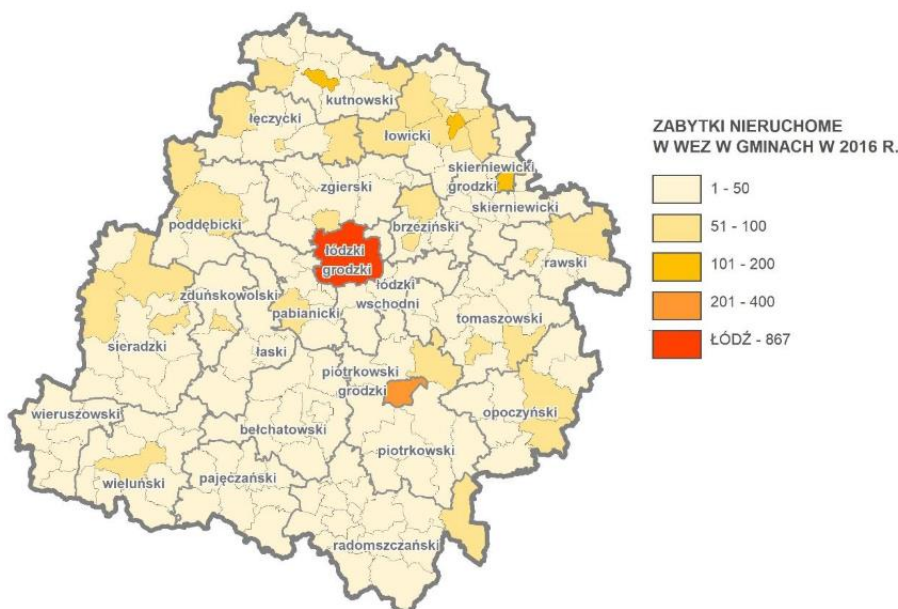 kutnowski
łęczycki
łowicki
skierniewicki
grodzki
zgierski
skierniewicki
poddębicki
brzeziński
łódzki
grodzki
rawski
łódzki
wschodni
zduńskowolski
pabianicki
tomaszowski
sieradzki
łaski
piotrkowski
grodzki
opoczyński
wieruszowski
bełchatowski
piotrkowski
wieluński
pajęczański
radomszczański
ZABYTKI NIERUCHOME
W WEZ W GMINACH W 2016 R.
1 - 50
51 - 100
101 - 200
201 - 400
ŁÓDŹ - 867